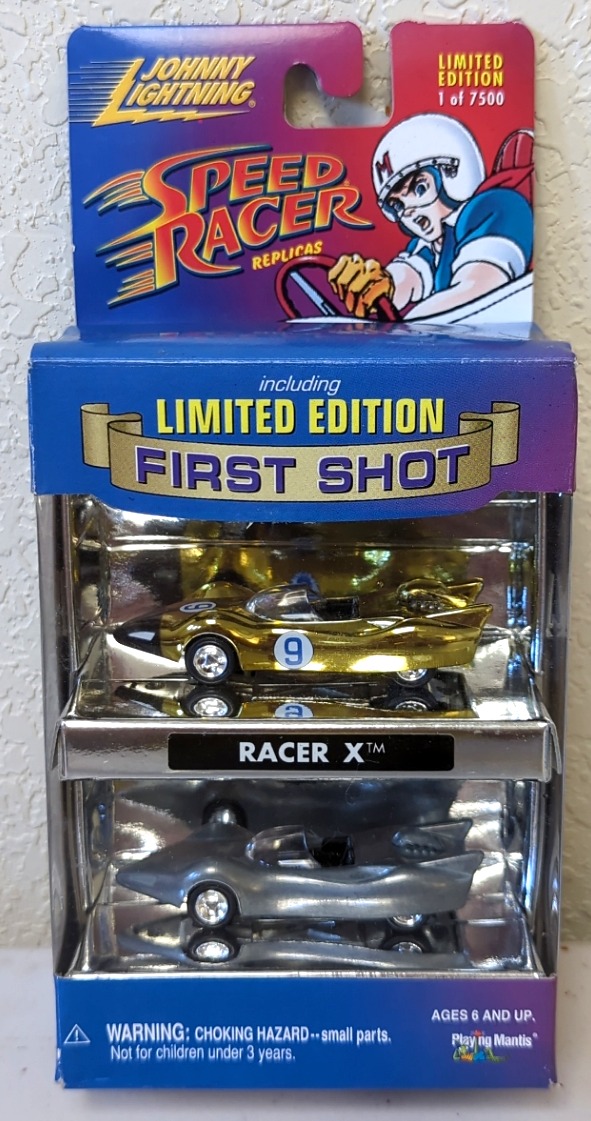 JOHNNY
LIGHTNING®
LIMITED
EDITION
1 of 7500
M
SPEED
RACER
REPLICAS
including
LIMITED EDITION
FIRST SHOT
9
9
RACER X™
AGES 6 AND UP.
WARNING: CHOKING HAZARD--small parts.
Not for children under 3 years.
Playing Mantis®